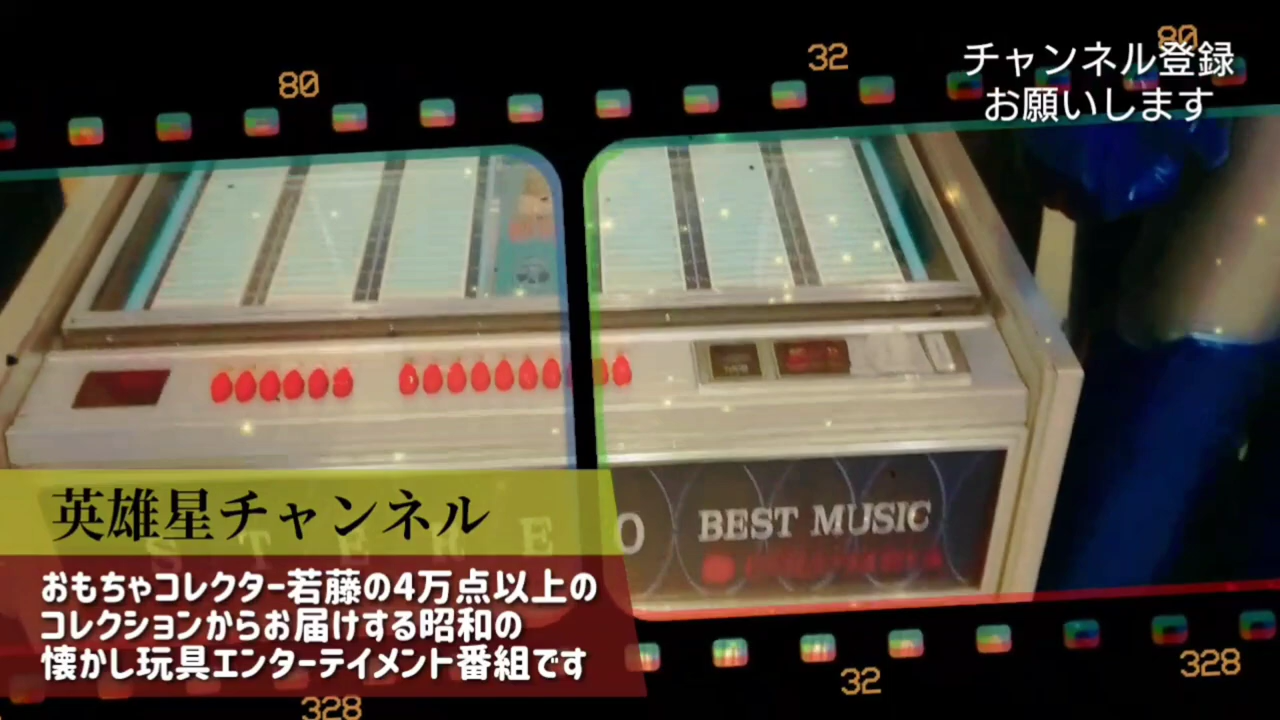 80
32
80
チャンネル登録
お願いします
英雄星チャンネル
STEREO
BEST MUSIC
おもちゃコレクター若藤の4万点以上の
コレクションからお届けする昭和の
懐かし玩具エンターテイメント番組です
32
328
328